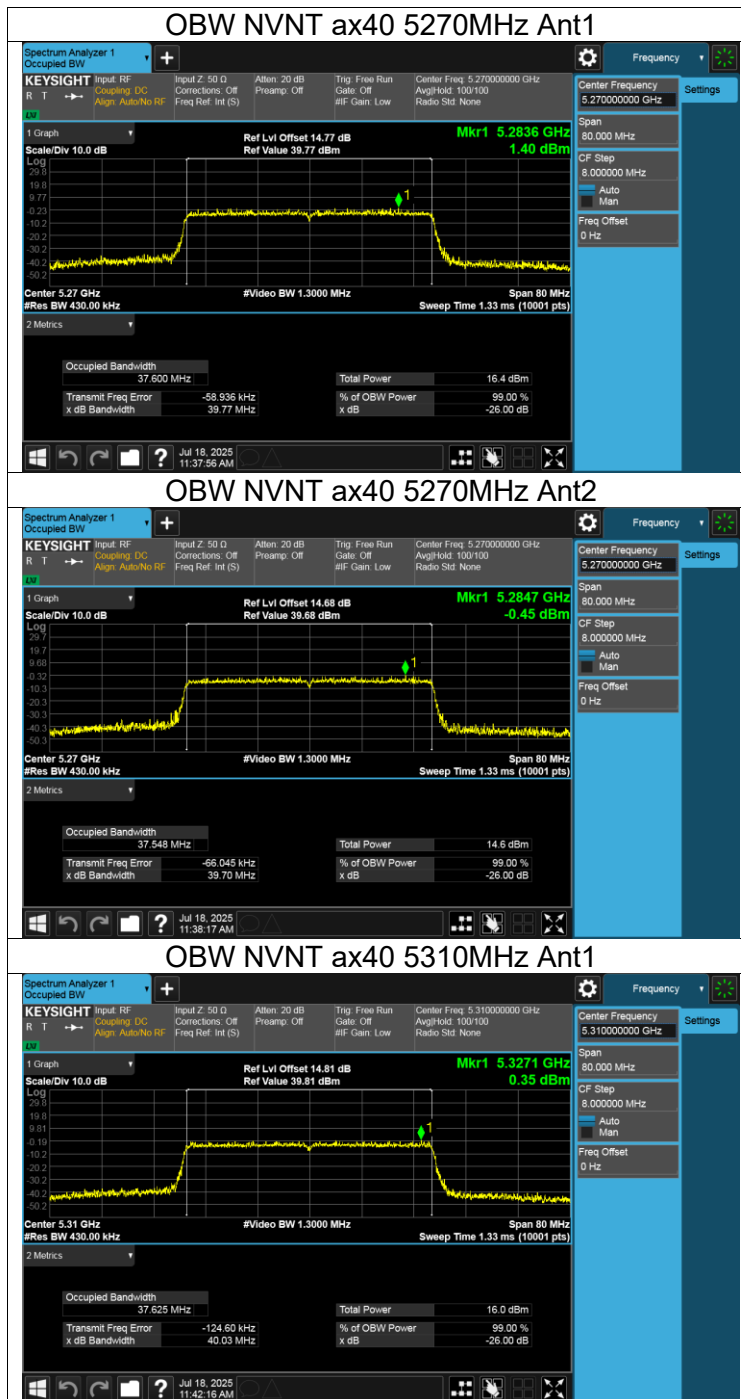 OBW NVNT ax40 5270MHz Ant1
Spectrum Analyzer 1
Occupied BW
Frequency
KEYSIGHT Input: RF Input Z: 50 Ω Atten: 20 dB Trig: Free Run Center Freq: 5.270000000 GHz
R T Coupling: DC Corrections: Off Preamp: Off Gate: Off Avg|Hold: 100/100
Align: Auto/No RF Freq Ref: Int (S) #IF Gain: Low Radio Std: None
LXI
Center Frequency
5.270000000 GHz
Settings
Span
80.000 MHz
CF Step
8.000000 MHz
Auto
Man
Freq Offset
0 Hz
1 Graph Ref Lvl Offset 14.77 dB Mkr1 5.2836 GHz
Scale/Div 10.0 dB Ref Value 39.77 dBm 1.40 dBm
Log
29.8
19.8
9.77
1
-0.23
-10.2
-20.2
-30.2
-40.2
-50.2
Center 5.27 GHz #Video BW 1.3000 MHz Span 80 MHz
#Res BW 430.00 kHz Sweep Time 1.33 ms (10001 pts)
2 Metrics
Occupied Bandwidth
37.600 MHz Total Power 16.4 dBm
Transmit Freq Error -58.936 kHz % of OBW Power 99.00 %
x dB Bandwidth 39.77 MHz x dB -26.00 dB
? Jul 18, 2025
11:37:56 AM
OBW NVNT ax40 5270MHz Ant2
Spectrum Analyzer 1
Occupied BW
Frequency
KEYSIGHT Input: RF Input Z: 50 Ω Atten: 20 dB Trig: Free Run Center Freq: 5.270000000 GHz
R T Coupling: DC Corrections: Off Preamp: Off Gate: Off Avg|Hold: 100/100
Align: Auto/No RF Freq Ref: Int (S) #IF Gain: Low Radio Std: None
LXI
Center Frequency
5.270000000 GHz
Settings
Span
80.000 MHz
CF Step
8.000000 MHz
Auto
Man
Freq Offset
0 Hz
1 Graph Ref Lvl Offset 14.68 dB Mkr1 5.2847 GHz
Scale/Div 10.0 dB Ref Value 39.68 dBm -0.45 dBm
Log
29.7
19.7
9.68
1
-0.32
-10.3
-20.3
-30.3
-40.3
-50.3
Center 5.27 GHz #Video BW 1.3000 MHz Span 80 MHz
#Res BW 430.00 kHz Sweep Time 1.33 ms (10001 pts)
2 Metrics
Occupied Bandwidth
37.548 MHz Total Power 14.6 dBm
Transmit Freq Error -66.045 kHz % of OBW Power 99.00 %
x dB Bandwidth 39.70 MHz x dB -26.00 dB
? Jul 18, 2025
11:38:17 AM
OBW NVNT ax40 5310MHz Ant1
Spectrum Analyzer 1
Occupied BW
Frequency
KEYSIGHT Input: RF Input Z: 50 Ω Atten: 20 dB Trig: Free Run Center Freq: 5.310000000 GHz
R T Coupling: DC Corrections: Off Preamp: Off Gate: Off Avg|Hold: 100/100
Align: Auto/No RF Freq Ref: Int (S) #IF Gain: Low Radio Std: None
LXI
Center Frequency
5.310000000 GHz
Settings
Span
80.000 MHz
CF Step
8.000000 MHz
Auto
Man
Freq Offset
0 Hz
1 Graph Ref Lvl Offset 14.81 dB Mkr1 5.3271 GHz
Scale/Div 10.0 dB Ref Value 39.81 dBm 0.35 dBm
Log
29.8
19.8
9.81
1
-0.19
-10.2
-20.2
-30.2
-40.2
-50.2
Center 5.31 GHz #Video BW 1.3000 MHz Span 80 MHz
#Res BW 430.00 kHz Sweep Time 1.33 ms (10001 pts)
2 Metrics
Occupied Bandwidth
37.625 MHz Total Power 16.0 dBm
Transmit Freq Error -124.60 kHz % of OBW Power 99.00 %
x dB Bandwidth 40.03 MHz x dB -26.00 dB
? Jul 18, 2025
11:42:16 AM